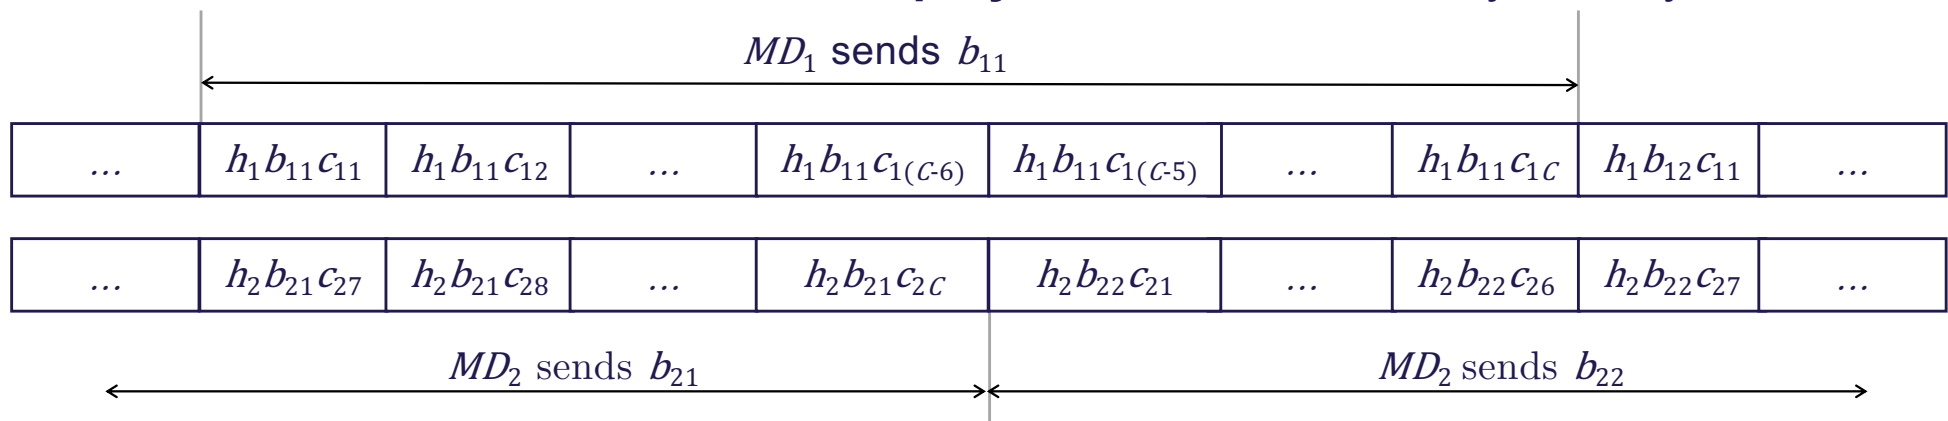 MD₁ sends b₁₁
... h₁b₁₁c₁₁ h₁b₁₁c₁₂ ... h₁b₁₁c₁₍C-6₎ h₁b₁₁c₁₍C-5₎ ... h₁b₁₁c₁C h₁b₁₂c₁₁ ...
... h₂b₂₁c₂₇ h₂b₂₁c₂₈ ... h₂b₂₁c₂C h₂b₂₂c₂₁ ... h₂b₂₂c₂₆ h₂b₂₂c₂₇ ...
MD₂ sends b₂₁ MD₂ sends b₂₂